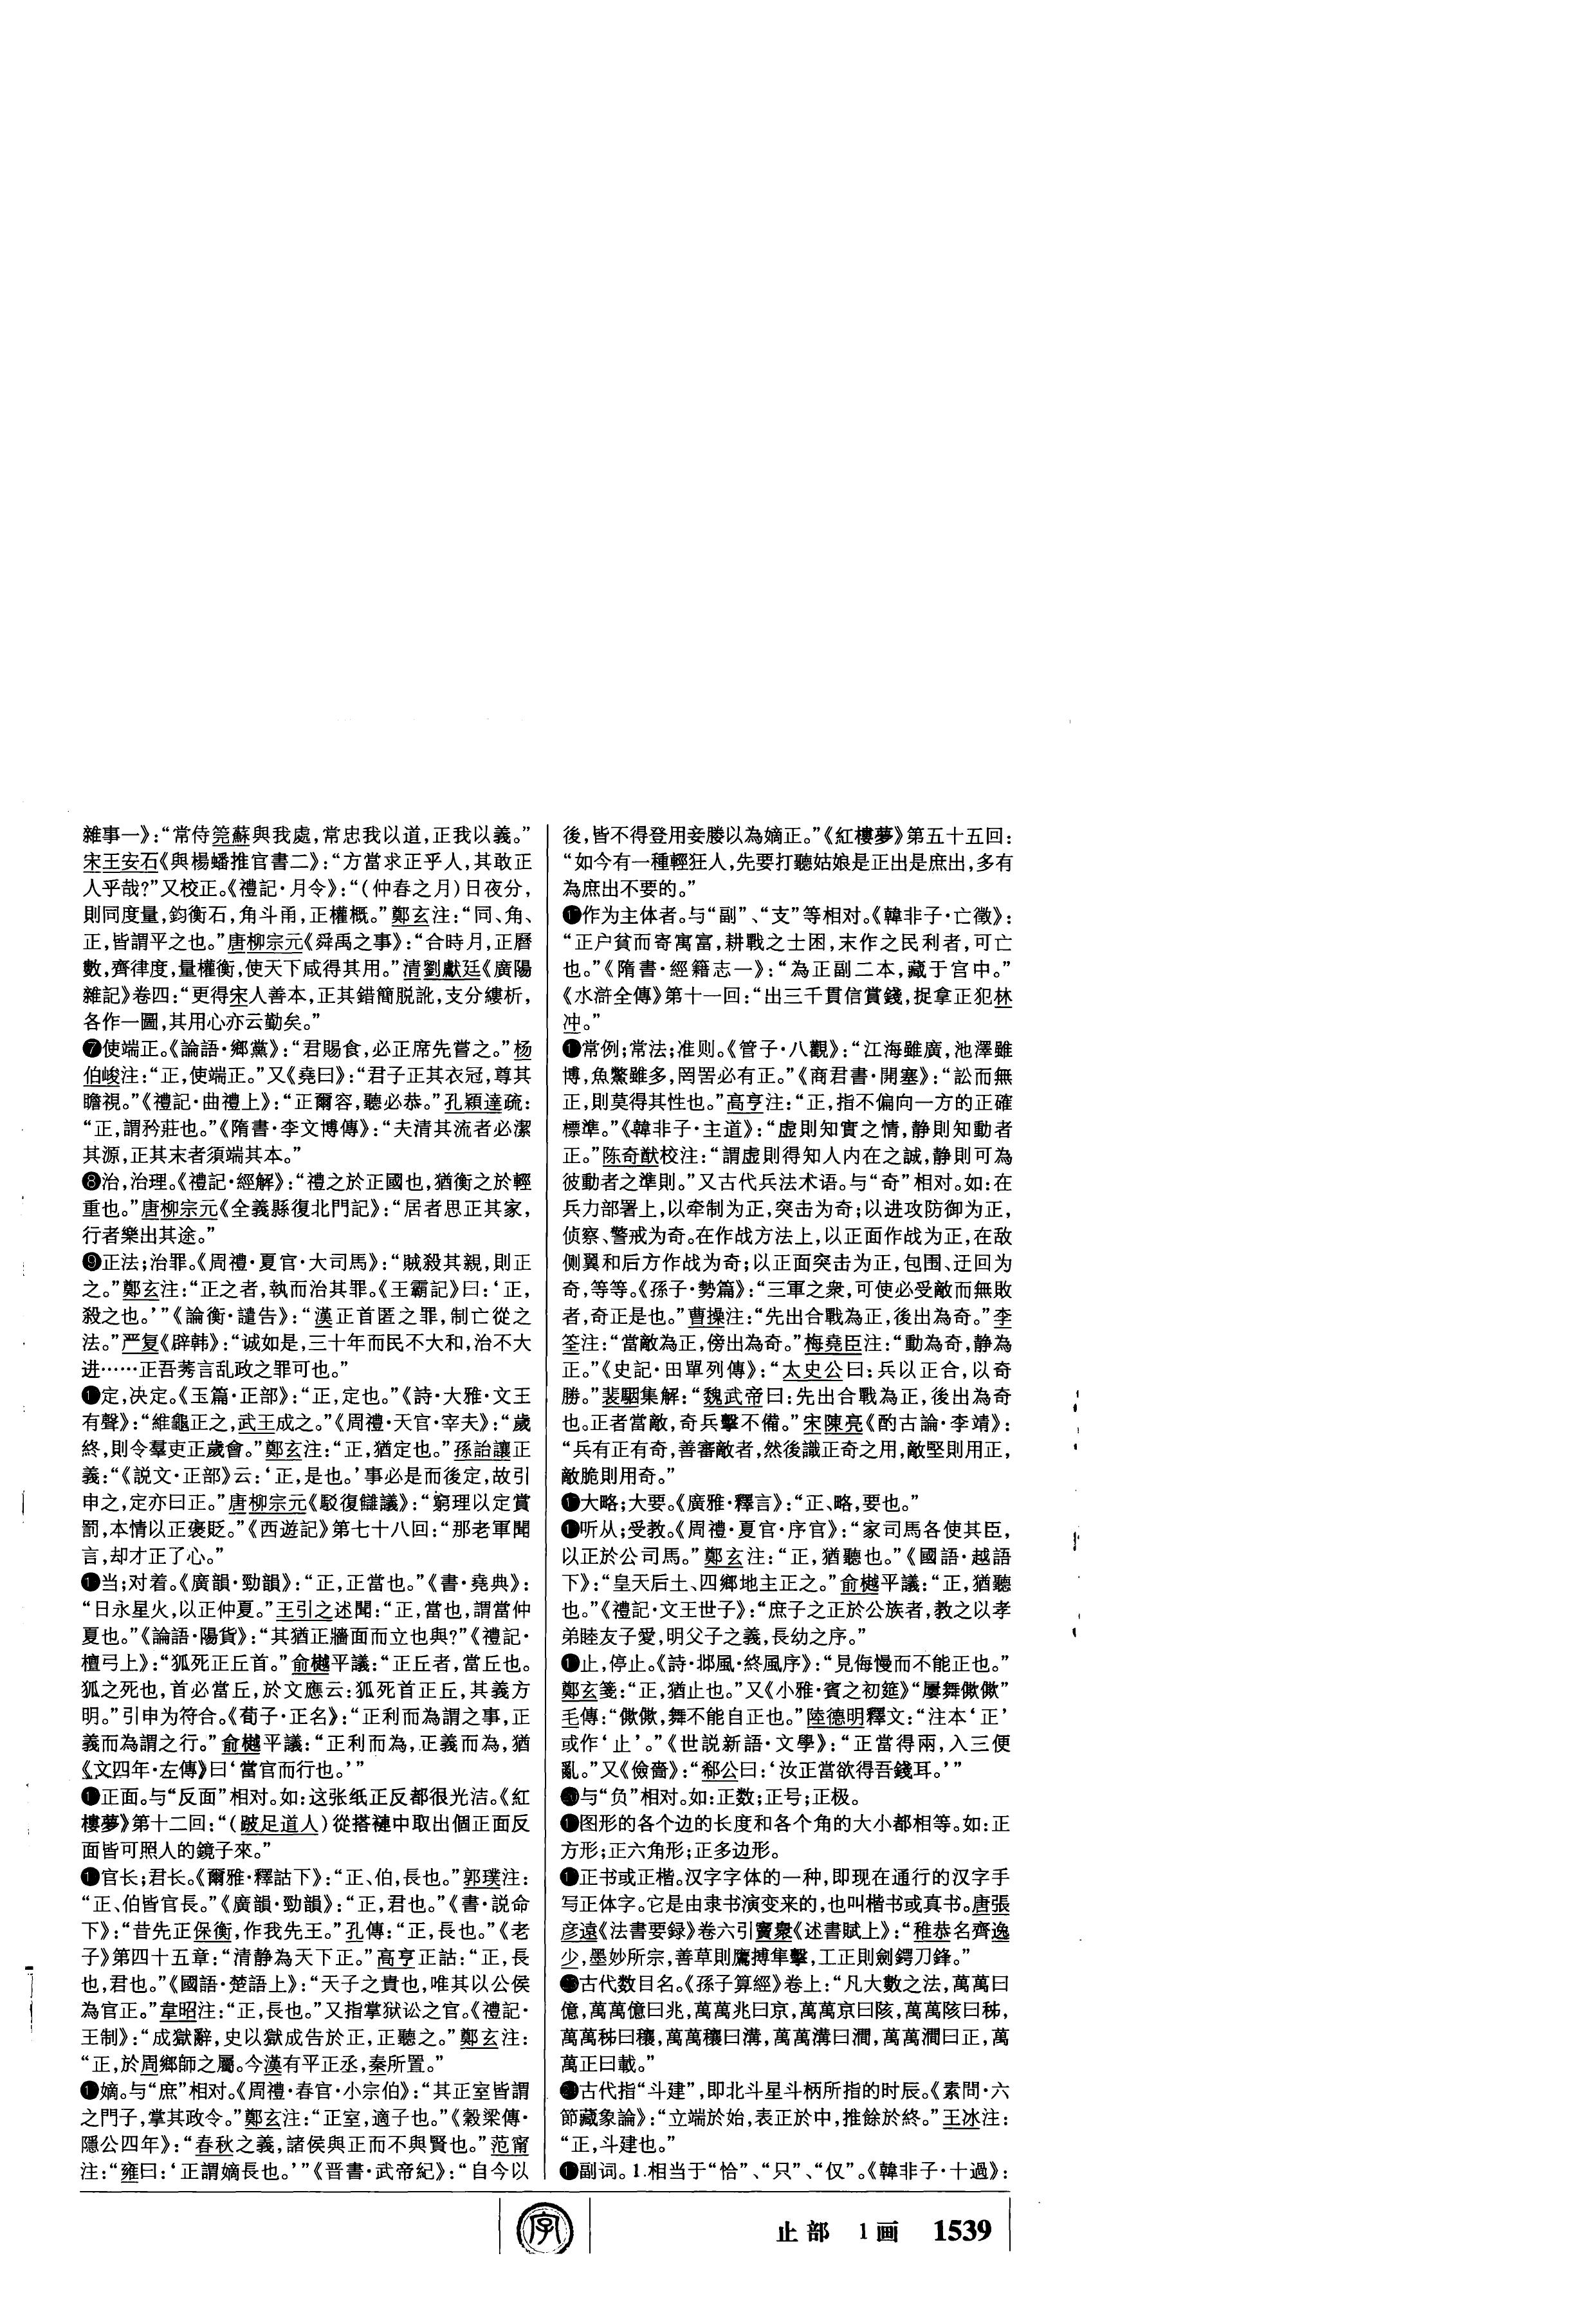 雜事一》：“常侍筦蘇與我處，常忠我以道，正我以義。”
宋王安石《與楊蟠推官書二》：“方當求正乎人，其敢正
人乎哉？”又校正。《禮記·月令》：“（仲春之月）日夜分，
則同度量，鈞衡石，角斗甬，正權概。”鄭玄注：“同、角、
正，皆謂平之也。”唐柳宗元《舜禹之事》：“合時月，正曆
數，齊律度，量權衡，使天下咸得其用。”清劉獻廷《廣陽
雜記》卷四：“更得宋人善本，正其錯簡脱訛，支分縷析，
各作一圖，其用心亦云勤矣。”
❼使端正。《論語·鄉黨》：“君賜食，必正席先嘗之。”杨
伯峻注：“正，使端正。”又《堯曰》：“君子正其衣冠，尊其
瞻視。”《禮記·曲禮上》：“正爾容，聽必恭。”孔穎達疏：
“正，謂矜莊也。”《隋書·李文博傳》：“夫清其流者必潔
其源，正其末者須端其本。”
❽治，治理。《禮記·經解》：“禮之於正國也，猶衡之於輕
重也。”唐柳宗元《全義縣復北門記》：“居者思正其家，
行者樂出其途。”
❾正法；治罪。《周禮·夏官·大司馬》：“賊殺其親，則正
之。”鄭玄注：“正之者，執而治其罪。《王霸記》曰：‘正，
殺之也。’”《論衡·譴告》：“漢正首匿之罪，制亡從之
法。”严复《辟韩》：“诚如是，三十年而民不大和，治不大
进……正吾莠言乱政之罪可也。”
❶定，决定。《玉篇·正部》：“正，定也。”《詩·大雅·文王
有聲》：“維龜正之，武王成之。”《周禮·天官·宰夫》：“歲
終，則令羣吏正歲會。”鄭玄注：“正，猶定也。”孫詒讓正
義：“《説文·正部》云：‘正，是也。’事必是而後定，故引
申之，定亦曰正。”唐柳宗元《駁復讎議》：“窮理以定賞
罰，本情以正褒貶。”《西遊記》第七十八回：“那老軍聞
言，却才正了心。”
❶当；对着。《廣韻·勁韻》：“正，正當也。”《書·堯典》：
“日永星火，以正仲夏。”王引之述聞：“正，當也，謂當仲
夏也。”《論語·陽貨》：“其猶正牆面而立也與？”《禮記·
檀弓上》：“狐死正丘首。”俞樾平議：“正丘者，當丘也。
狐之死也，首必當丘，於文應云：狐死首正丘，其義方
明。”引申为符合。《荀子·正名》：“正利而為謂之事，正
義而為謂之行。”俞樾平議：“正利而為，正義而為，猶
《文四年·左傳》曰‘當官而行也。’”
❶正面。与“反面”相对。如：这张纸正反都很光洁。《紅
樓夢》第十二回：“（跛足道人）從搭褳中取出個正面反
面皆可照人的鏡子來。”
❶官长；君长。《爾雅·釋詁下》：“正、伯，長也。”郭璞注：
“正、伯皆官長。”《廣韻·勁韻》：“正，君也。”《書·説命
下》：“昔先正保衡，作我先王。”孔傳：“正，長也。”《老
子》第四十五章：“清静為天下正。”高亨正詁：“正，長
也，君也。”《國語·楚語上》：“天子之貴也，唯其以公侯
為官正。”韋昭注：“正，長也。”又指掌狱讼之官。《禮記·
王制》：“成獄辭，史以獄成告於正，正聽之。”鄭玄注：
“正，於周鄉師之屬。今漢有平正丞，秦所置。”
❶嫡。与“庶”相对。《周禮·春官·小宗伯》：“其正室皆謂
之門子，掌其政令。”鄭玄注：“正室，適子也。”《穀梁傳·
隱公四年》：“春秋之義，諸侯與正而不與賢也。”范甯
注：“雍曰：‘正謂嫡長也。’”《晋書·武帝紀》：“自今以
後，皆不得登用妾媵以為嫡正。”《紅樓夢》第五十五回：
“如今有一種輕狂人，先要打聽姑娘是正出是庶出，多有
為庶出不要的。”
❶作为主体者。与“副”、“支”等相对。《韓非子·亡徵》：
“正户貧而寄寓富，耕戰之士困，末作之民利者，可亡
也。”《隋書·經籍志一》：“為正副二本，藏于宫中。”
《水滸全傳》第十一回：“出三千貫信賞錢，捉拿正犯林
冲。”
❶常例；常法；准则。《管子·八觀》：“江海雖廣，池澤雖
博，魚鱉雖多，罔罟必有正。”《商君書·開塞》：“訟而無
正，則莫得其性也。”高亨注：“正，指不偏向一方的正確
標準。”《韓非子·主道》：“虚則知實之情，静則知動者
正。”陈奇猷校注：“謂虚則得知人内在之誠，静則可為
彼動者之準則。”又古代兵法术语。与“奇”相对。如：在
兵力部署上，以牵制为正，突击为奇；以进攻防御为正，
侦察、警戒为奇。在作战方法上，以正面作战为正，在敌
侧翼和后方作战为奇；以正面突击为正，包围、迂回为
奇，等等。《孫子·勢篇》：“三軍之衆，可使必受敵而無敗
者，奇正是也。”曹操注：“先出合戰為正，後出為奇。”李
筌注：“當敵為正，傍出為奇。”梅堯臣注：“動為奇，静為
正。”《史記·田單列傳》：“太史公曰：兵以正合，以奇
勝。”裴駰集解：“魏武帝曰：先出合戰為正，後出為奇
也。正者當敵，奇兵擊不備。”宋陳亮《酌古論·李靖》：
“兵有正有奇，善審敵者，然後識正奇之用，敵堅則用正，
敵脆則用奇。”
❶大略；大要。《廣雅·釋言》：“正、略，要也。”
❶听从；受教。《周禮·夏官·序官》：“家司馬各使其臣，
以正於公司馬。”鄭玄注：“正，猶聽也。”《國語·越語
下》：“皇天后土、四鄉地主正之。”俞樾平議：“正，猶聽
也。”《禮記·文王世子》：“庶子之正於公族者，教之以孝
弟睦友子愛，明父子之義，長幼之序。”
❶止，停止。《詩·邶風·終風序》：“見侮慢而不能正也。”
鄭玄箋：“正，猶止也。”又《小雅·賓之初筵》“屢舞僛僛”
毛傳：“僛僛，舞不能自正也。”陸德明釋文：“注本‘正’
或作‘止’。”《世説新語·文學》：“正當得兩，入三便
亂。”又《儉嗇》：“郗公曰：‘汝正當欲得吾錢耳。’”
与“负”相对。如：正数；正号；正极。
❶图形的各个边的长度和各个角的大小都相等。如：正
方形；正六角形；正多边形。
❶正书或正楷。汉字字体的一种，即现在通行的汉字手
写正体字。它是由隶书演变来的，也叫楷书或真书。唐張
彦遠《法書要録》卷六引竇臮《述書賦上》：“稚恭名齊逸
少，墨妙所宗，善草則鷹搏隼擊，工正則劍鍔刀鋒。”
古代数目名。《孫子算經》卷上：“凡大數之法，萬萬曰
億，萬萬億曰兆，萬萬兆曰京，萬萬京曰陔，萬萬陔曰秭，
萬萬秭曰穰，萬萬穰曰溝，萬萬溝曰澗，萬萬澗曰正，萬
萬正曰載。”
古代指“斗建”，即北斗星斗柄所指的时辰。《素問·六
節藏象論》：“立端於始，表正於中，推餘於終。”王冰注：
“正，斗建也。”
❶副词。1.相当于“恰”、“只”、“仅”。《韓非子·十過》：
字
止部 1画 1539